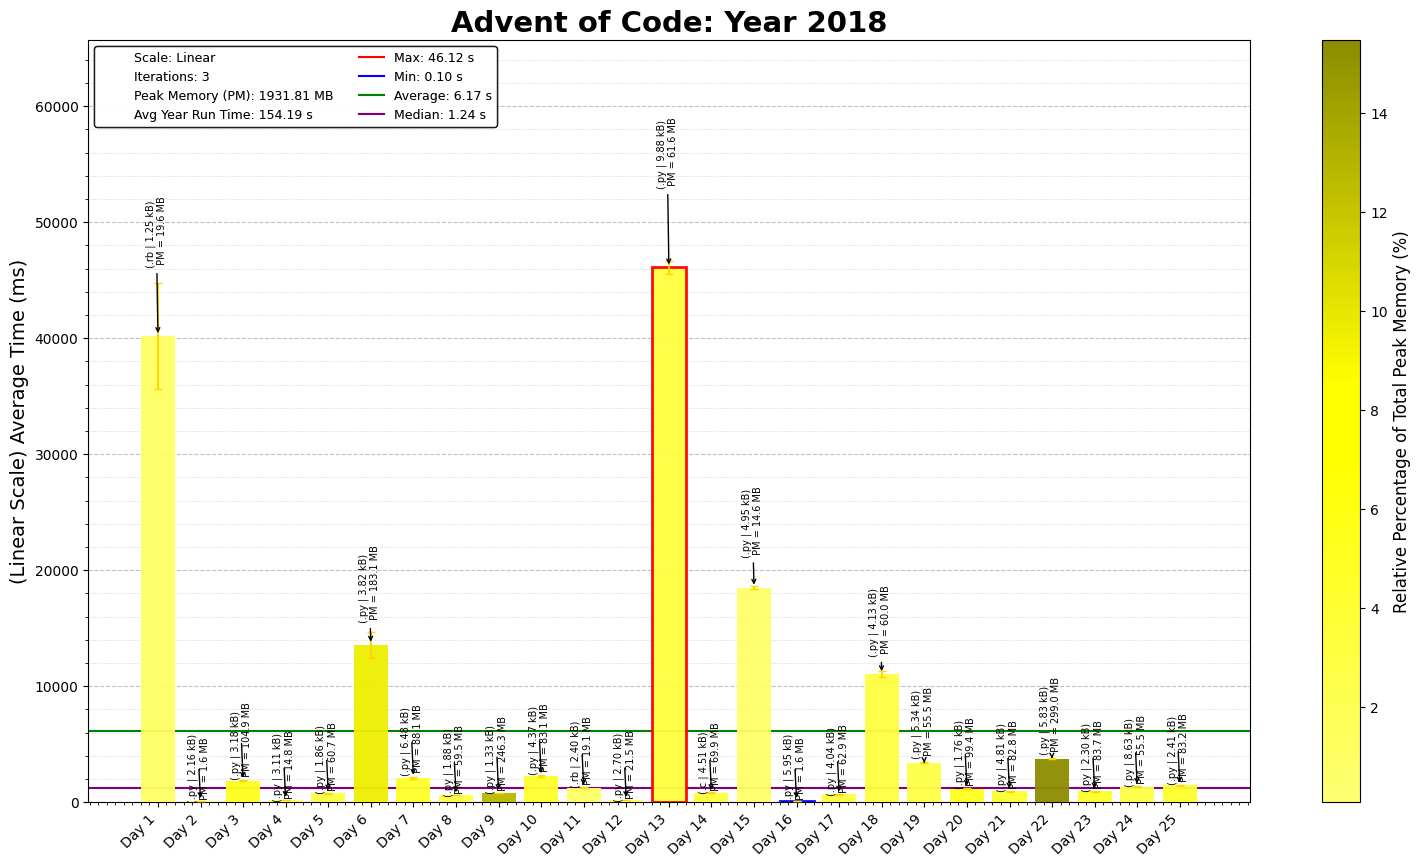 Advent of Code: Year 2018
Scale: Linear
Iterations: 3
Peak Memory (PM): 1931.81 MB
Avg Year Run Time: 154.19 s
Max: 46.12 s
Min: 0.10 s
Average: 6.17 s
Median: 1.24 s
(Linear Scale) Average Time (ms)
60000
50000
40000
30000
20000
10000
0
(.rb | 1.25 kB)
PM = 19.6 MB
(.py | 2.16 kB)
PM = 1.6 MB
(.py | 3.18 kB)
PM = 104.9 MB
(.py | 3.11 kB)
PM = 14.8 MB
(.py | 1.86 kB)
PM = 60.7 MB
(.py | 3.82 kB)
PM = 183.1 MB
(.py | 6.48 kB)
PM = 88.1 MB
(.py | 1.88 kB)
PM = 59.5 MB
(.py | 1.33 kB)
PM = 246.3 MB
(.py | 4.37 kB)
PM = 83.1 MB
(.rb | 2.40 kB)
PM = 19.1 MB
(.py | 2.70 kB)
PM = 21.5 MB
(.py | 9.88 kB)
PM = 61.6 MB
(.c | 4.51 kB)
PM = 69.9 MB
(.py | 4.95 kB)
PM = 14.6 MB
(.py | 5.95 kB)
PM = 1.6 MB
(.py | 4.04 kB)
PM = 62.9 MB
(.py | 4.13 kB)
PM = 60.0 MB
(.py | 5.34 kB)
PM = 55.5 MB
(.py | 1.76 kB)
PM = 99.4 MB
(.py | 4.81 kB)
PM = 82.8 MB
(.py | 5.83 kB)
PM = 299.0 MB
(.py | 2.30 kB)
PM = 83.7 MB
(.py | 8.63 kB)
PM = 55.5 MB
(.py | 2.41 kB)
PM = 83.2 MB
Day 1
Day 2
Day 3
Day 4
Day 5
Day 6
Day 7
Day 8
Day 9
Day 10
Day 11
Day 12
Day 13
Day 14
Day 15
Day 16
Day 17
Day 18
Day 19
Day 20
Day 21
Day 22
Day 23
Day 24
Day 25
14
12
10
8
6
4
2
Relative Percentage of Total Peak Memory (%)